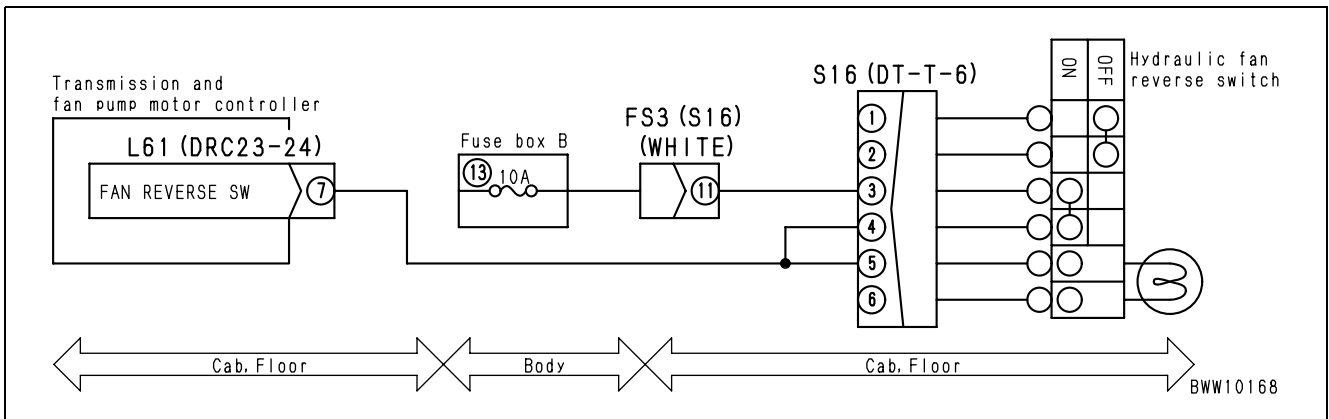 Transmission and
fan pump motor controller
L61 (DRC23-24)
FAN REVERSE SW
7
Fuse box B
13
10A
FS3 (S16)
(WHITE)
11
S16 (DT-T-6)
1
2
3
4
5
6
ON
OFF
Hydraulic fan
reverse switch
Cab, Floor
Body
Cab, Floor
BWW10168